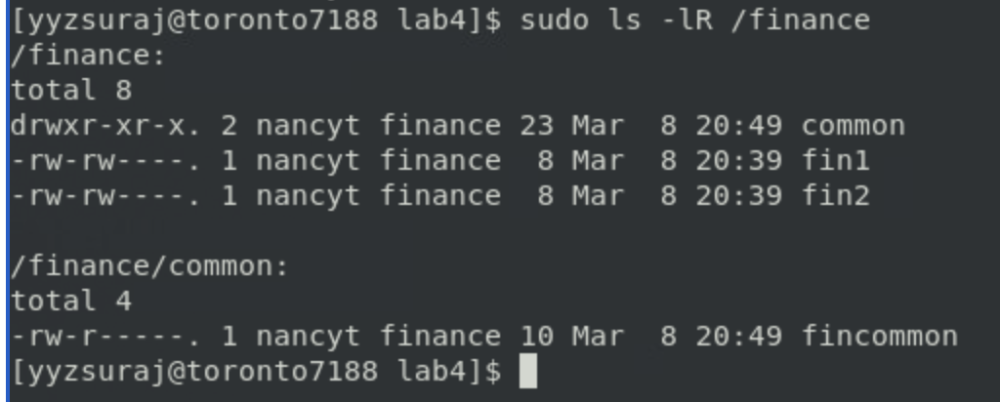 [yyzsuraj@toronto7188 lab4]$ sudo ls -lR /finance
/finance:
total 8
drwxr-xr-x. 2 nancyt finance 23 Mar  8 20:49 common
-rw-rw----. 1 nancyt finance  8 Mar  8 20:39 fin1
-rw-rw----. 1 nancyt finance  8 Mar  8 20:39 fin2

/finance/common:
total 4
-rw-r-----. 1 nancyt finance 10 Mar  8 20:49 fincommon
[yyzsuraj@toronto7188 lab4]$